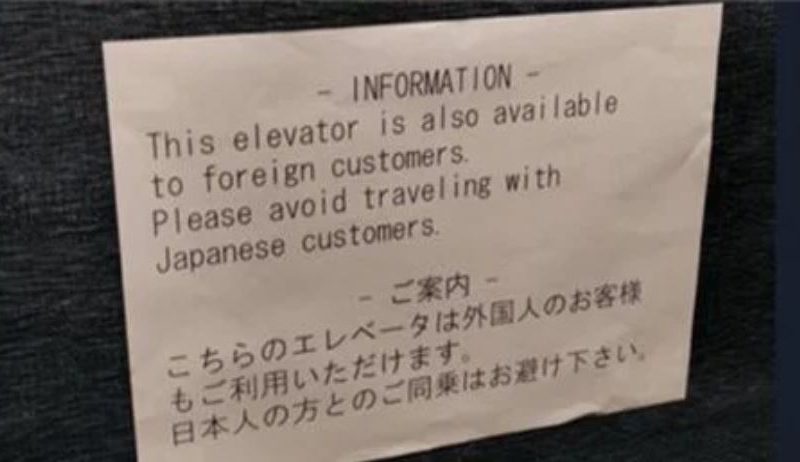 - INFORMATION -
This elevator is also available
to foreign customers.
Please avoid traveling with
Japanese customers.
- ご案内 -
こちらのエレベータは外国人のお客様
もご利用いただけます。
日本人の方とのご同乗はお避け下さい。